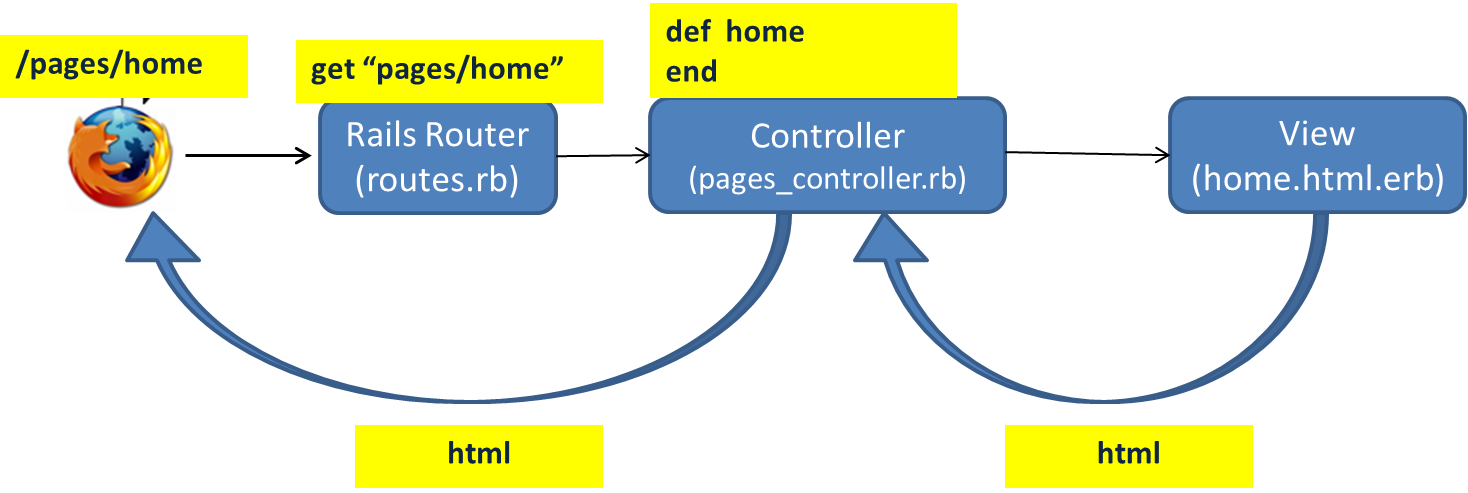 /pages/home
get “pages/home”
def home
end
Rails Router
(routes.rb)
Controller
(pages_controller.rb)
View
(home.html.erb)
html
html